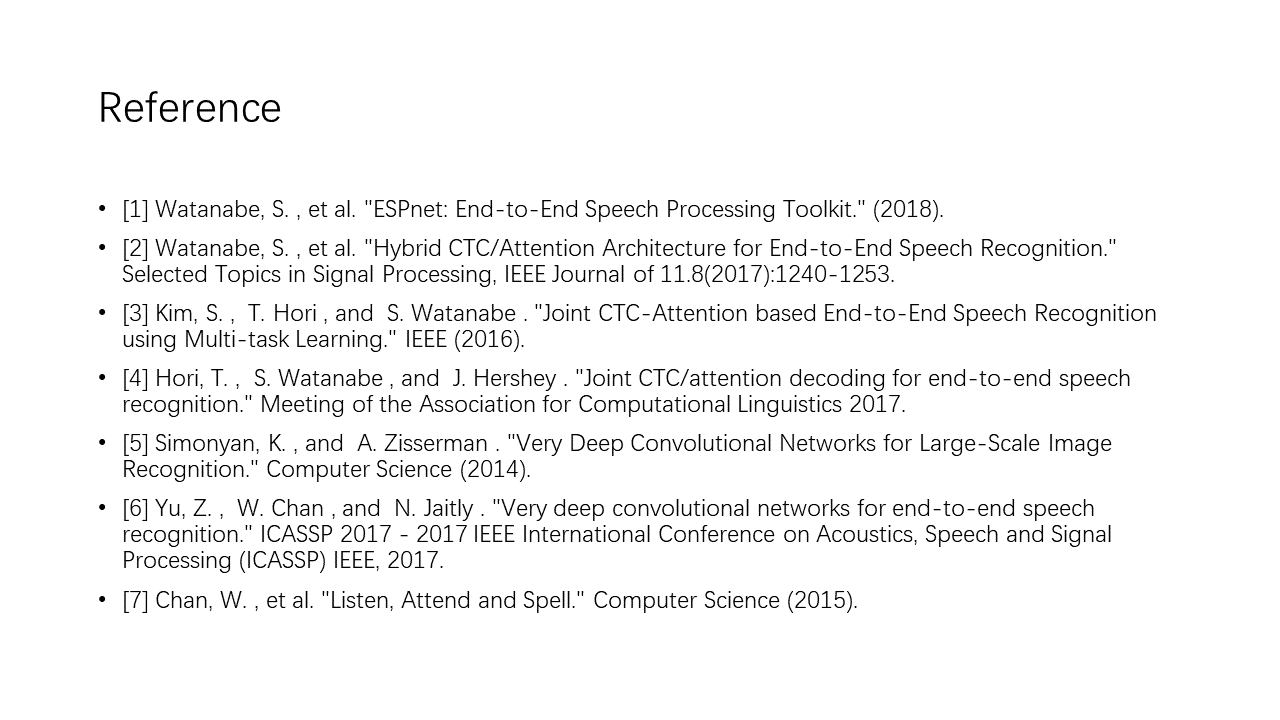 Reference
• [1] Watanabe, S. , et al. "ESPnet: End-to-End Speech Processing Toolkit." (2018).
• [2] Watanabe, S. , et al. "Hybrid CTC/Attention Architecture for End-to-End Speech Recognition."
Selected Topics in Signal Processing, IEEE Journal of 11.8(2017):1240-1253.
• [3] Kim, S. ,  T. Hori , and  S. Watanabe . "Joint CTC-Attention based End-to-End Speech Recognition
using Multi-task Learning." IEEE (2016).
• [4] Hori, T. ,  S. Watanabe , and  J. Hershey . "Joint CTC/attention decoding for end-to-end speech
recognition." Meeting of the Association for Computational Linguistics 2017.
• [5] Simonyan, K. , and  A. Zisserman . "Very Deep Convolutional Networks for Large-Scale Image
Recognition." Computer Science (2014).
• [6] Yu, Z. ,  W. Chan , and  N. Jaitly . "Very deep convolutional networks for end-to-end speech
recognition." ICASSP 2017 - 2017 IEEE International Conference on Acoustics, Speech and Signal
Processing (ICASSP) IEEE, 2017.
• [7] Chan, W. , et al. "Listen, Attend and Spell." Computer Science (2015).